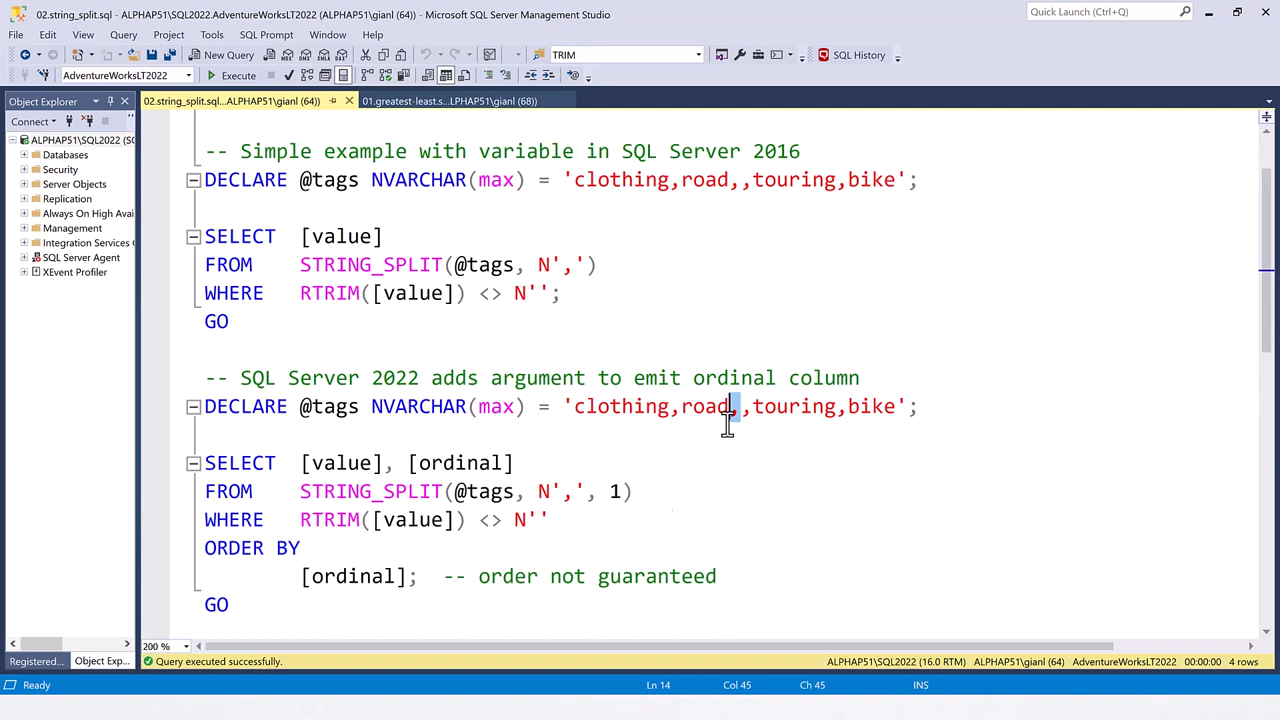 02.string_split.sql - ALPHAP51\SQL2022.AdventureWorksLT2022 (ALPHAP51\gianl (64)) - Microsoft SQL Server Management Studio
Quick Launch (Ctrl+Q)
File Edit View Query Project Tools SQL Prompt Window Help
New Query TRIM SQL History
AdventureWorksLT2022 Execute
Object Explorer
02.string_split.sql...ALPHAP51\gianl (64)) 01.greatest-least.s...LPHAP51\gianl (68))
Connect
ALPHAP51\SQL2022 (SQ
Databases
Security
Server Objects
Replication
Always On High Avai
Management
Integration Services C
SQL Server Agent
XEvent Profiler
-- Simple example with variable in SQL Server 2016
DECLARE @tags NVARCHAR(max) = 'clothing,road,,touring,bike';
SELECT [value]
FROM STRING_SPLIT(@tags, N',')
WHERE RTRIM([value]) <> N'';
GO
-- SQL Server 2022 adds argument to emit ordinal column
DECLARE @tags NVARCHAR(max) = 'clothing,road,,touring,bike';
SELECT [value], [ordinal]
FROM STRING_SPLIT(@tags, N',', 1)
WHERE RTRIM([value]) <> N''
ORDER BY
[ordinal]; -- order not guaranteed
GO
200 %
Registered... Object Exp...
Query executed successfully. ALPHAP51\SQL2022 (16.0 RTM) ALPHAP51\gianl (64) AdventureWorksLT2022 00:00:00 4 rows
Ready Ln 14 Col 45 Ch 45 INS